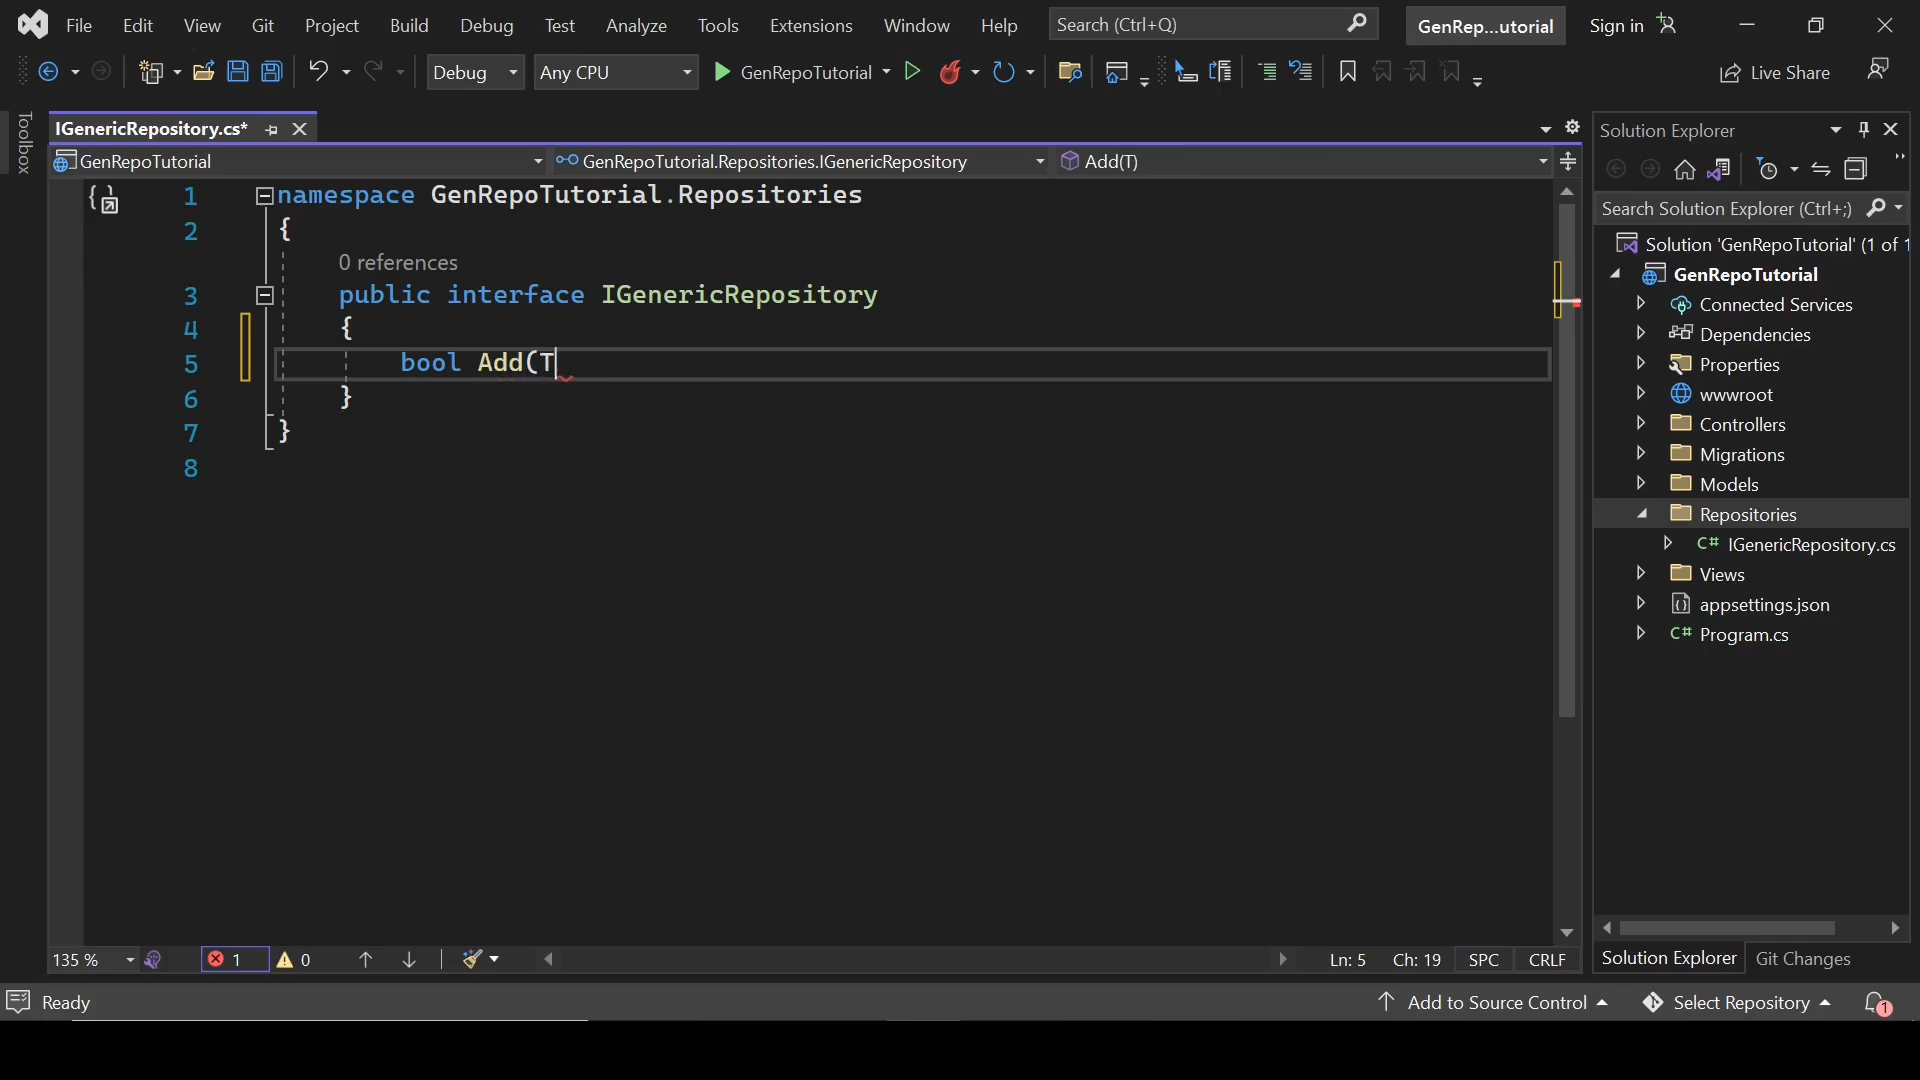 File Edit View Git Project Build Debug Test Analyze Tools Extensions Window Help Search (Ctrl+Q) GenRep...utorial Sign in
Debug Any CPU GenRepoTutorial Live Share
Toolbox
IGenericRepository.cs*
GenRepoTutorial GenRepoTutorial.Repositories.IGenericRepository Add(T)
1 namespace GenRepoTutorial.Repositories
2 {
0 references
3 public interface IGenericRepository
4 {
5 bool Add(T
6 }
7 }
8
135 % 1 0 Ln: 5 Ch: 19 SPC CRLF
Solution Explorer
Search Solution Explorer (Ctrl+;)
Solution 'GenRepoTutorial' (1 of 1
GenRepoTutorial
Connected Services
Dependencies
Properties
wwwroot
Controllers
Migrations
Models
Repositories
C# IGenericRepository.cs
Views
appsettings.json
C# Program.cs
Solution Explorer Git Changes
Ready Add to Source Control Select Repository 1